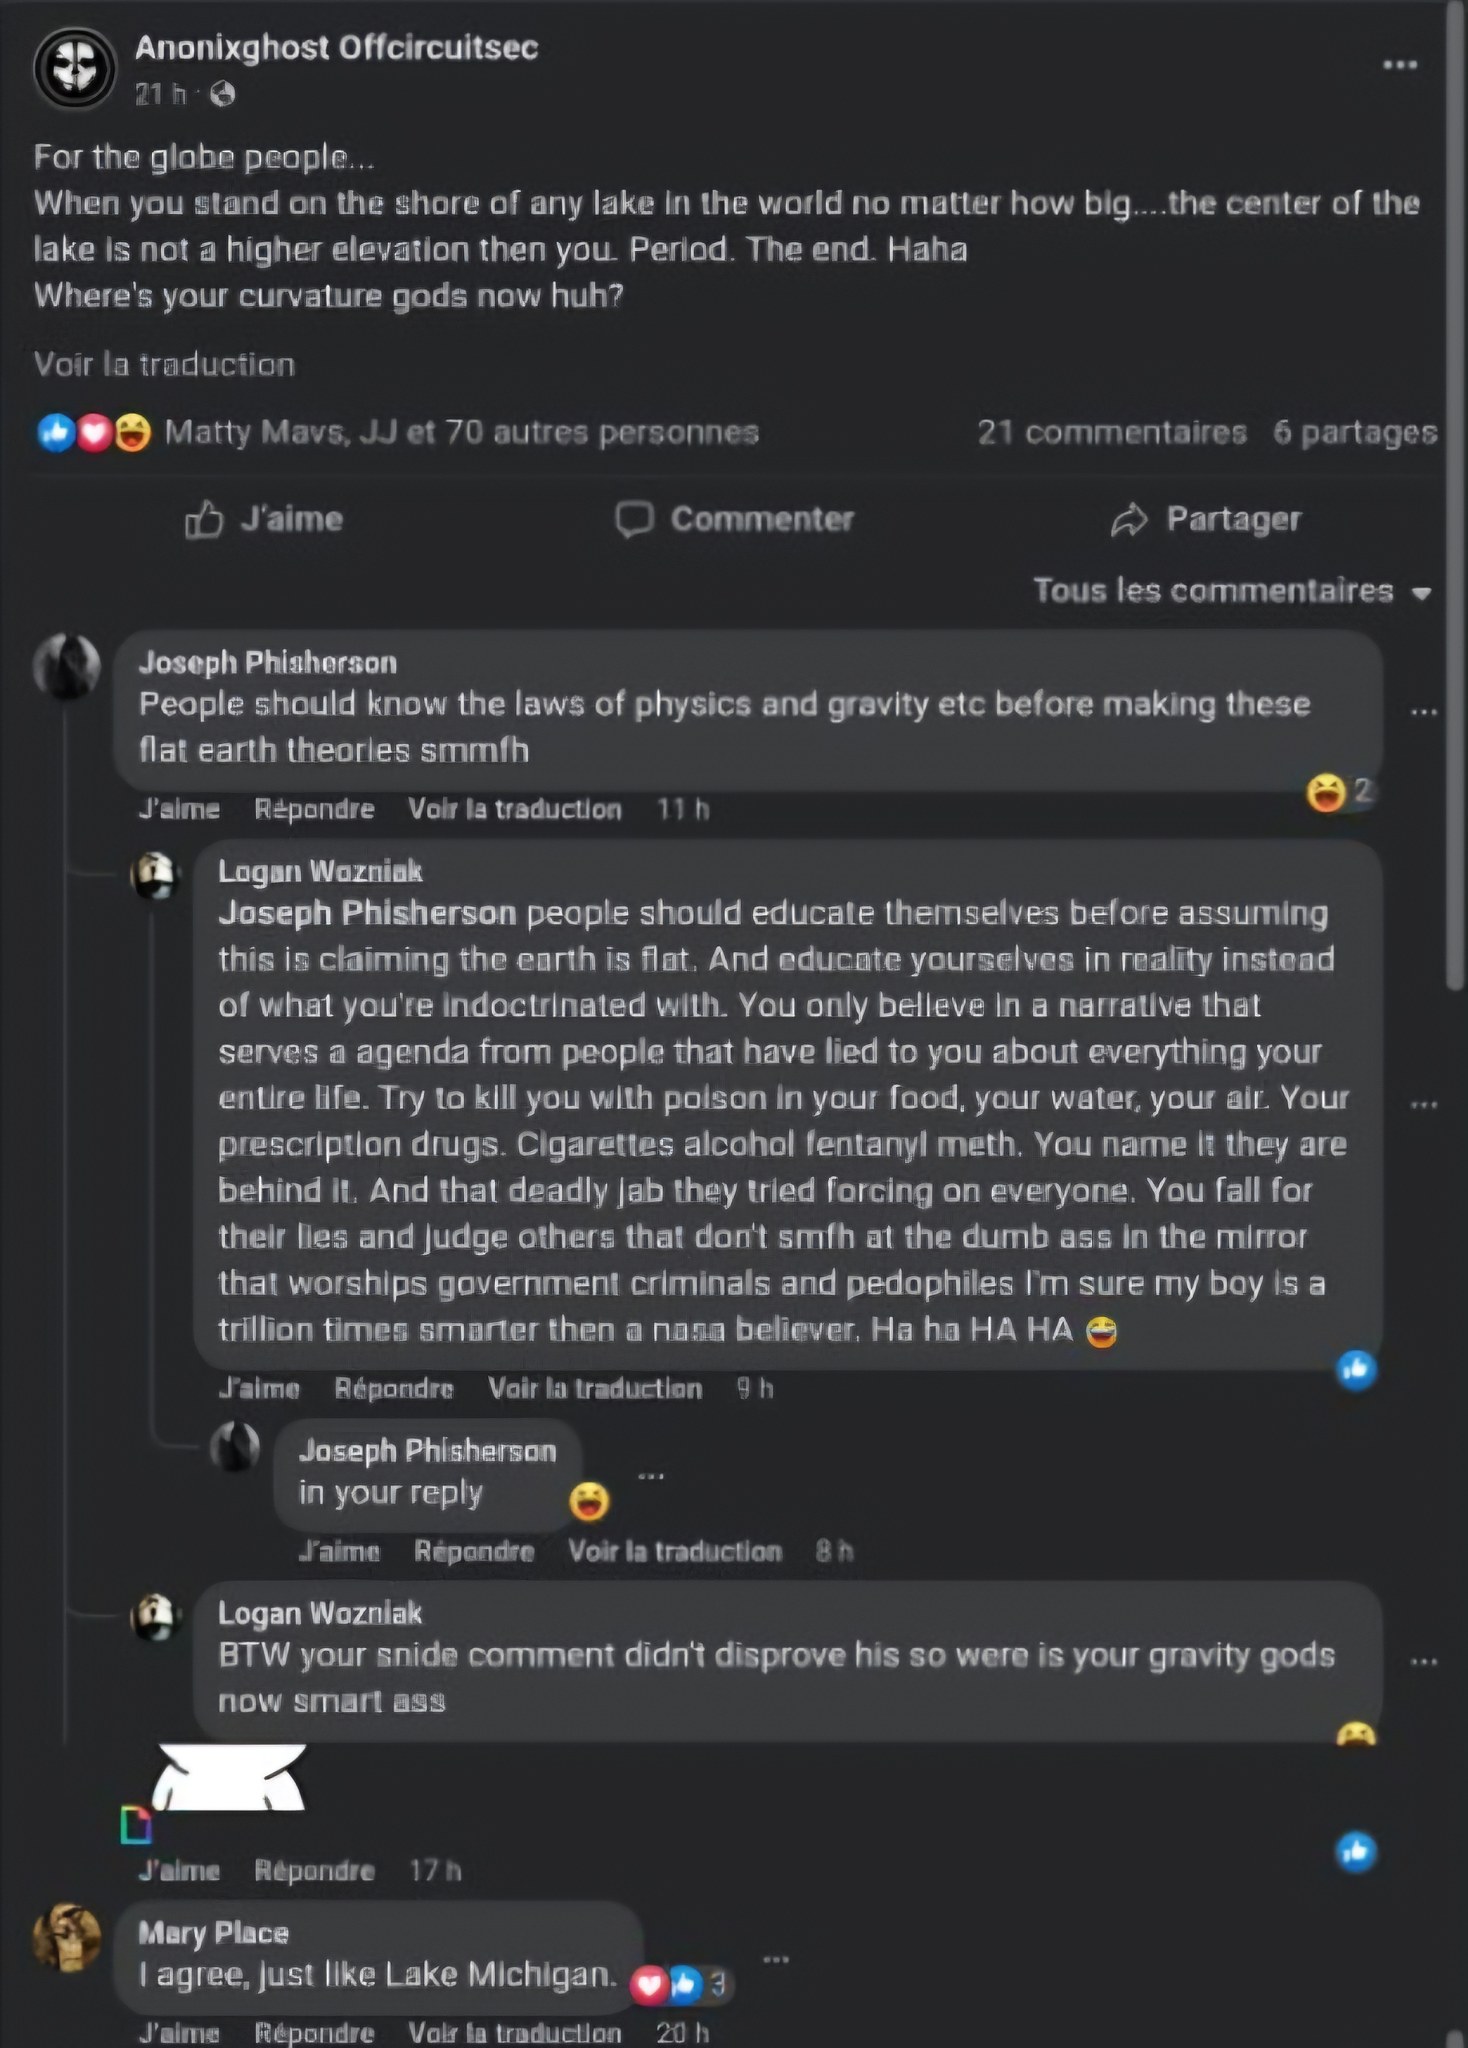 Anonixghost Offcircuitsec
21 h ·
For the globe people...
When you stand on the shore of any lake in the world no matter how big....the center of the
lake is not a higher elevation then you. Period. The end. Haha
Where's your curvature gods now huh?
Voir la traduction
Matty Mavs, JJ et 70 autres personnes 21 commentaires 6 partages
J'aime Commenter Partager
Tous les commentaires
Joseph Phisherson
People should know the laws of physics and gravity etc before making these
flat earth theories smmfh
2
J'aime Répondre Voir la traduction 11 h
Logan Wozniak
Joseph Phisherson people should educate themselves before assuming
this is claiming the earth is flat. And educate yourselves in reality instead
of what you're indoctrinated with. You only believe in a narrative that
serves a agenda from people that have lied to you about everything your
entire life. Try to kill you with poison in your food, your water, your air. Your
prescription drugs. Cigarettes alcohol fentanyl meth. You name it they are
behind it. And that deadly jab they tried forcing on everyone. You fall for
their lies and judge others that don't smfh at the dumb ass in the mirror
that worships government criminals and pedophiles I'm sure my boy is a
trillion times smarter then a nasa believer. Ha ha HA HA 😄
J'aime Répondre Voir la traduction 9 h
Joseph Phisherson
in your reply
J'aime Répondre Voir la traduction 8 h
Logan Wozniak
BTW your snide comment didn't disprove his so were is your gravity gods
now smart ass
J'aime Répondre 17 h
Mary Place
I agree, just like Lake Michigan.
3
J'aime Répondre Voir la traduction 20 h